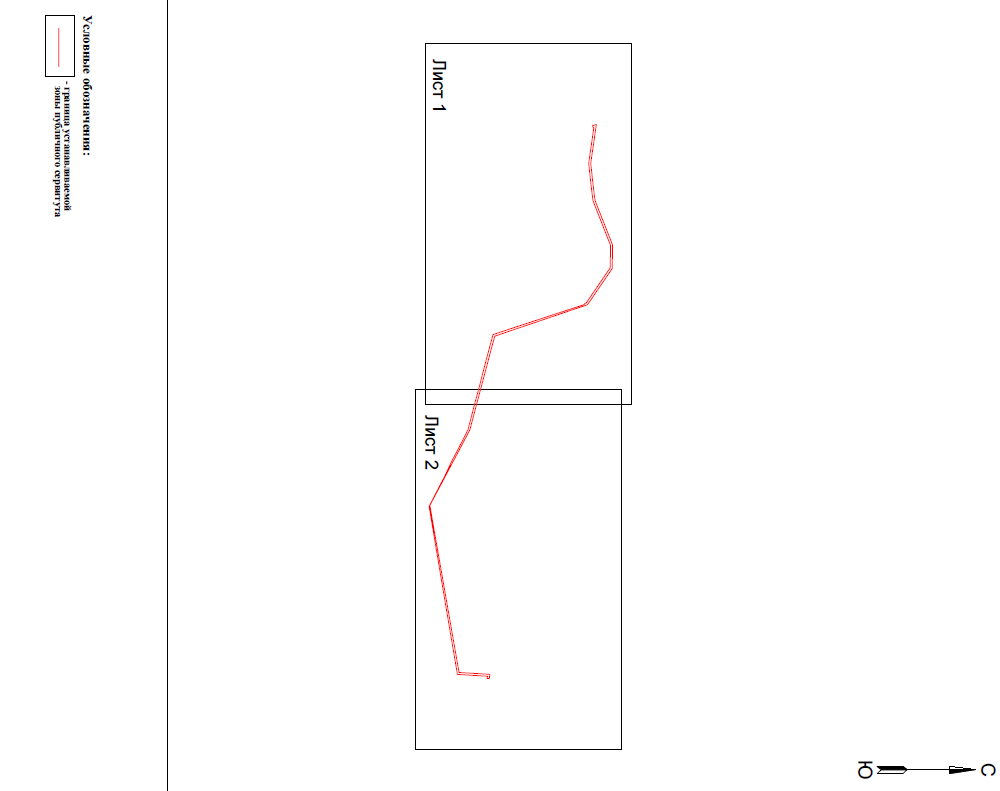 Лист 1
Лист 2
С
Ю
Условные обозначения:
- граница устанавливаемой
зоны публичного сервитута